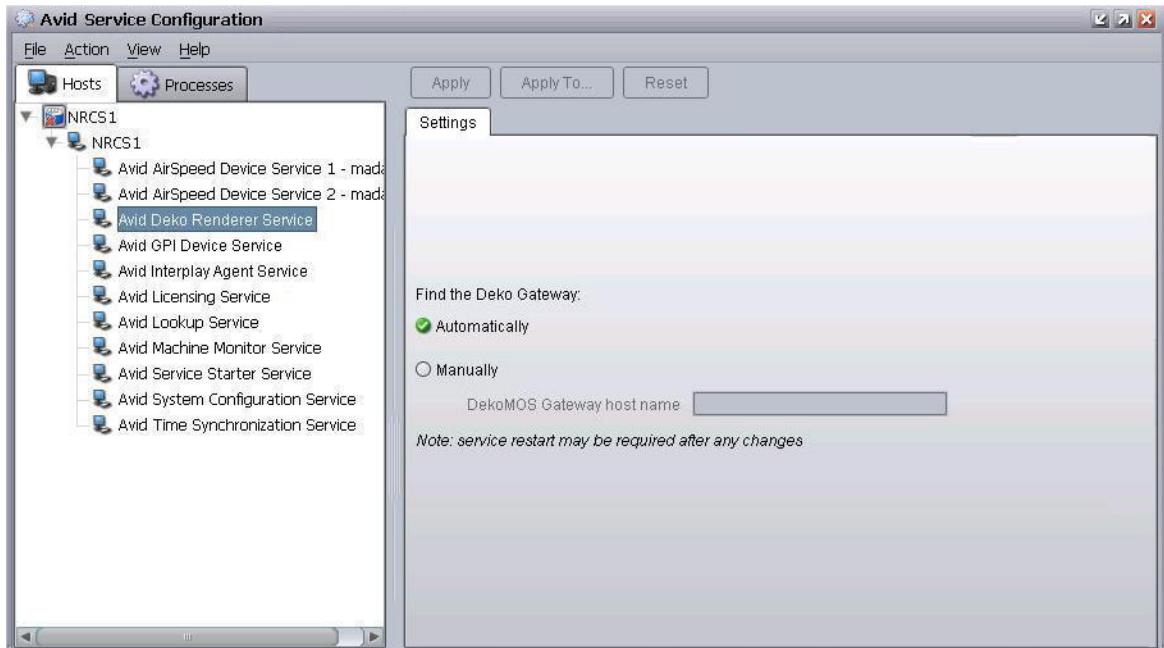 Avid Service Configuration
File Action View Help
Hosts Processes
Apply Apply To... Reset
Settings
NRCS1
NRCS1
Avid AirSpeed Device Service 1 - mada
Avid AirSpeed Device Service 2 - mada
Avid Deko Renderer Service
Avid GPI Device Service
Avid Interplay Agent Service
Avid Licensing Service
Avid Lookup Service
Avid Machine Monitor Service
Avid Service Starter Service
Avid System Configuration Service
Avid Time Synchronization Service
Find the Deko Gateway:
Automatically
Manually
DekoMOS Gateway host name
Note: service restart may be required after any changes